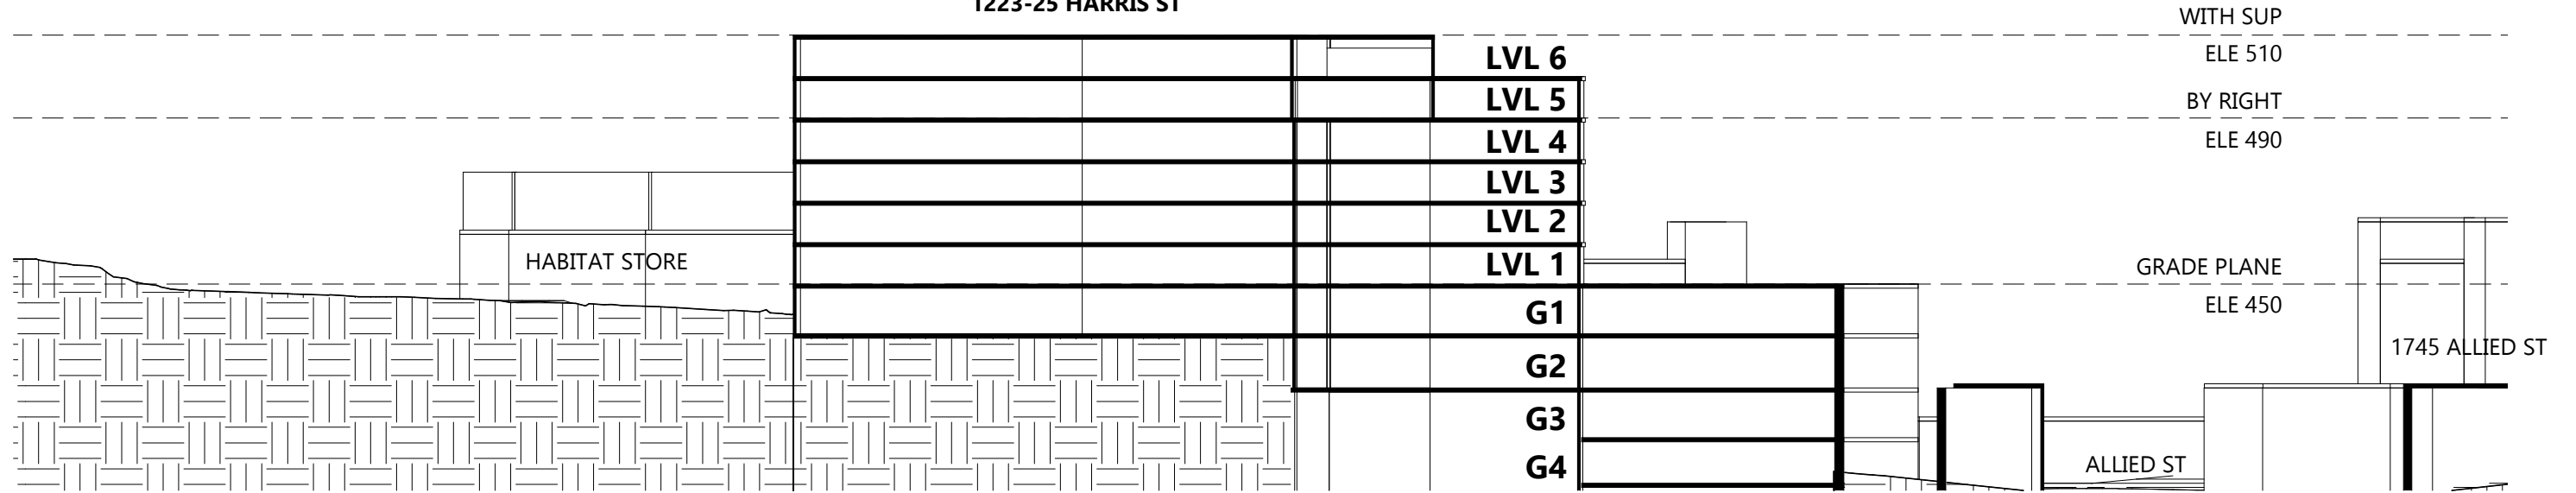 1223-25 HARRIS ST
WITH SUP
LVL 6
ELE 510
LVL 5
BY RIGHT
LVL 4
ELE 490
LVL 3
LVL 2
HABITAT STORE
LVL 1
GRADE PLANE
G1
ELE 450
G2
1745 ALLIED ST
G3
G4
ALLIED ST